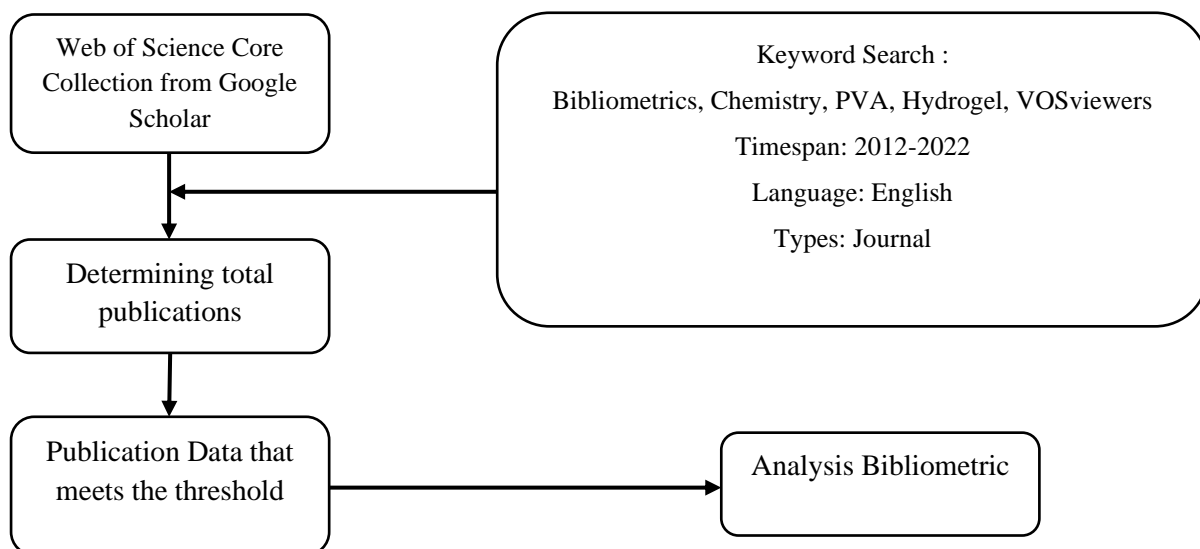 Web of Science Core
Collection from Google
Scholar
Keyword Search :
Bibliometrics, Chemistry, PVA, Hydrogel, VOSviewers
Timespan: 2012-2022
Language: English
Types: Journal
Determining total
publications
Publication Data that
meets the threshold
Analysis Bibliometric